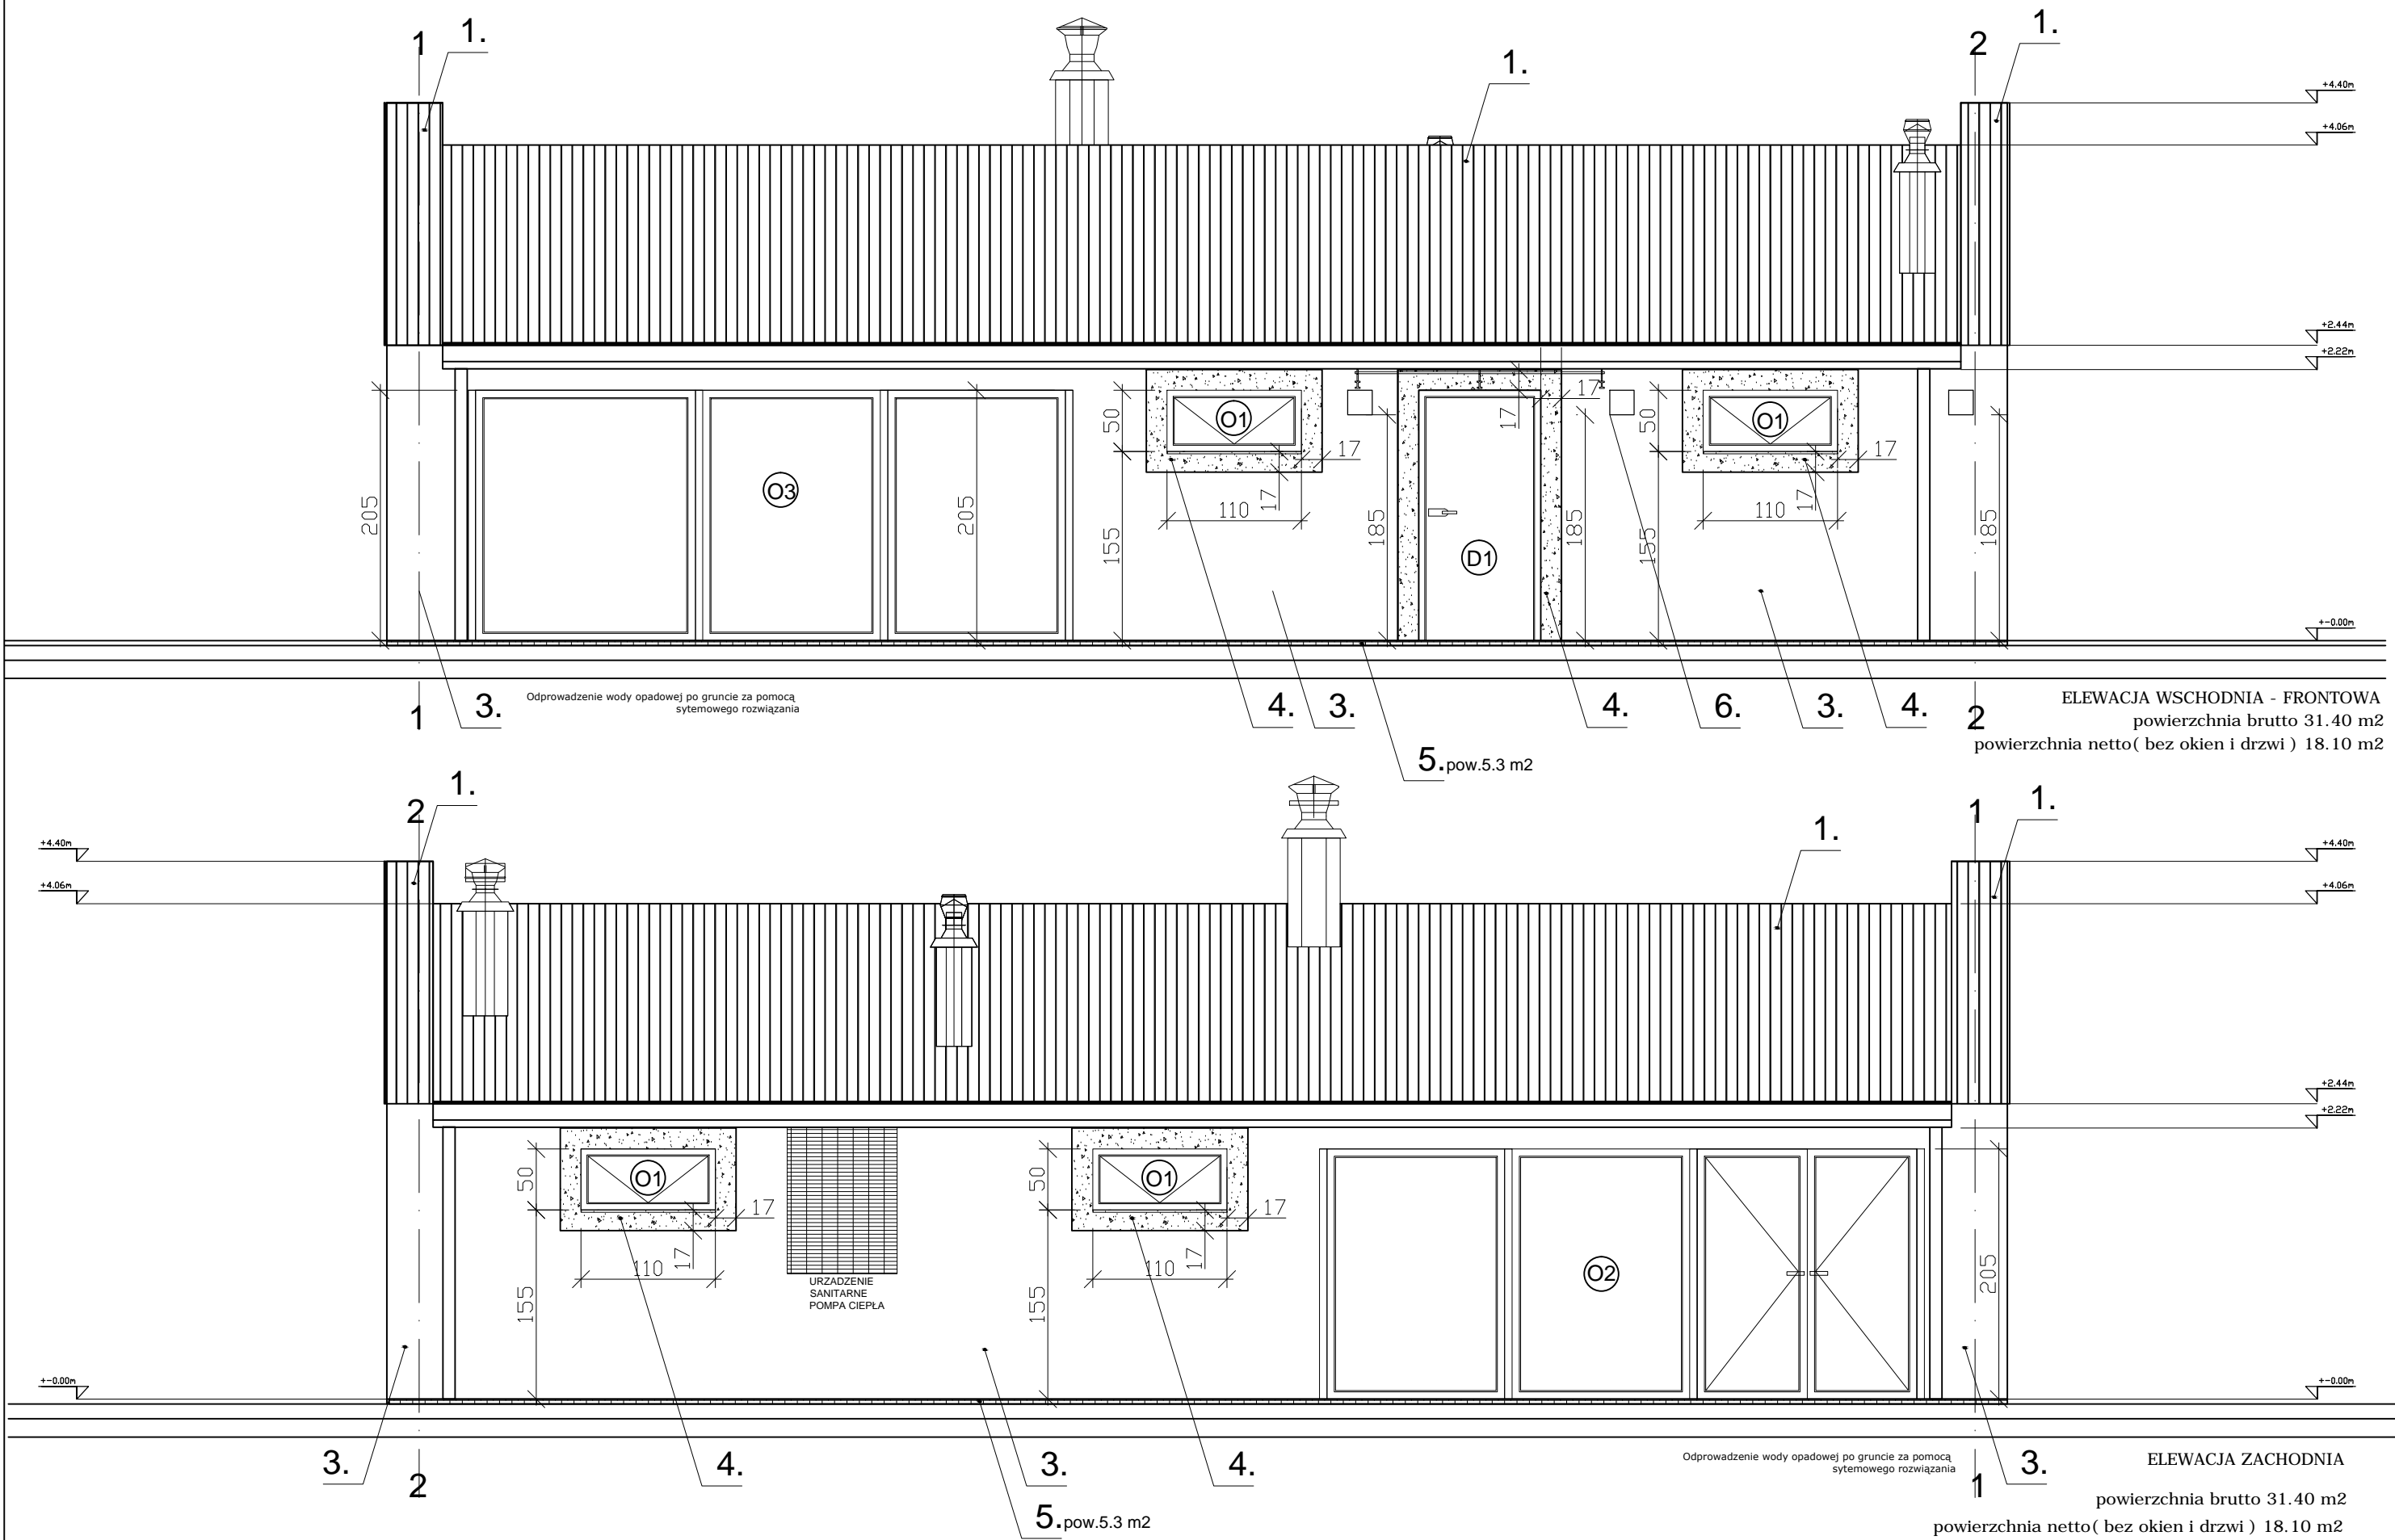 1
1.
1.
2
1.
+4.40m
+4.06m
+2.44m
+2.22m
17
17
50
O1
17
17
110
50
O1
17
17
110
205
O3
205
155
185
D1
185
155
185
+-0.00m
1
3.
Odprowadzenie wody opadowej po gruncie za pomocą
sytemowego rozwiązania
4.
3.
4.
6.
3.
4.
2
ELEWACJA WSCHODNIA - FRONTOWA
powierzchnia brutto 31.40 m2
powierzchnia netto( bez okien i drzwi ) 18.10 m2
5.pow.5.3 m2
2
1.
1.
1
1.
+4.40m
+4.06m
+4.40m
+4.06m
+2.44m
+2.22m
50
O1
17
17
110
50
O1
17
17
110
URZADZENIE
SANITARNE
POMPA CIEPŁA
155
155
O2
205
+-0.00m
+-0.00m
3.
2
4.
3.
4.
Odprowadzenie wody opadowej po gruncie za pomocą
sytemowego rozwiązania
1
3.
ELEWACJA ZACHODNIA
powierzchnia brutto 31.40 m2
powierzchnia netto( bez okien i drzwi ) 18.10 m2
5.pow.5.3 m2